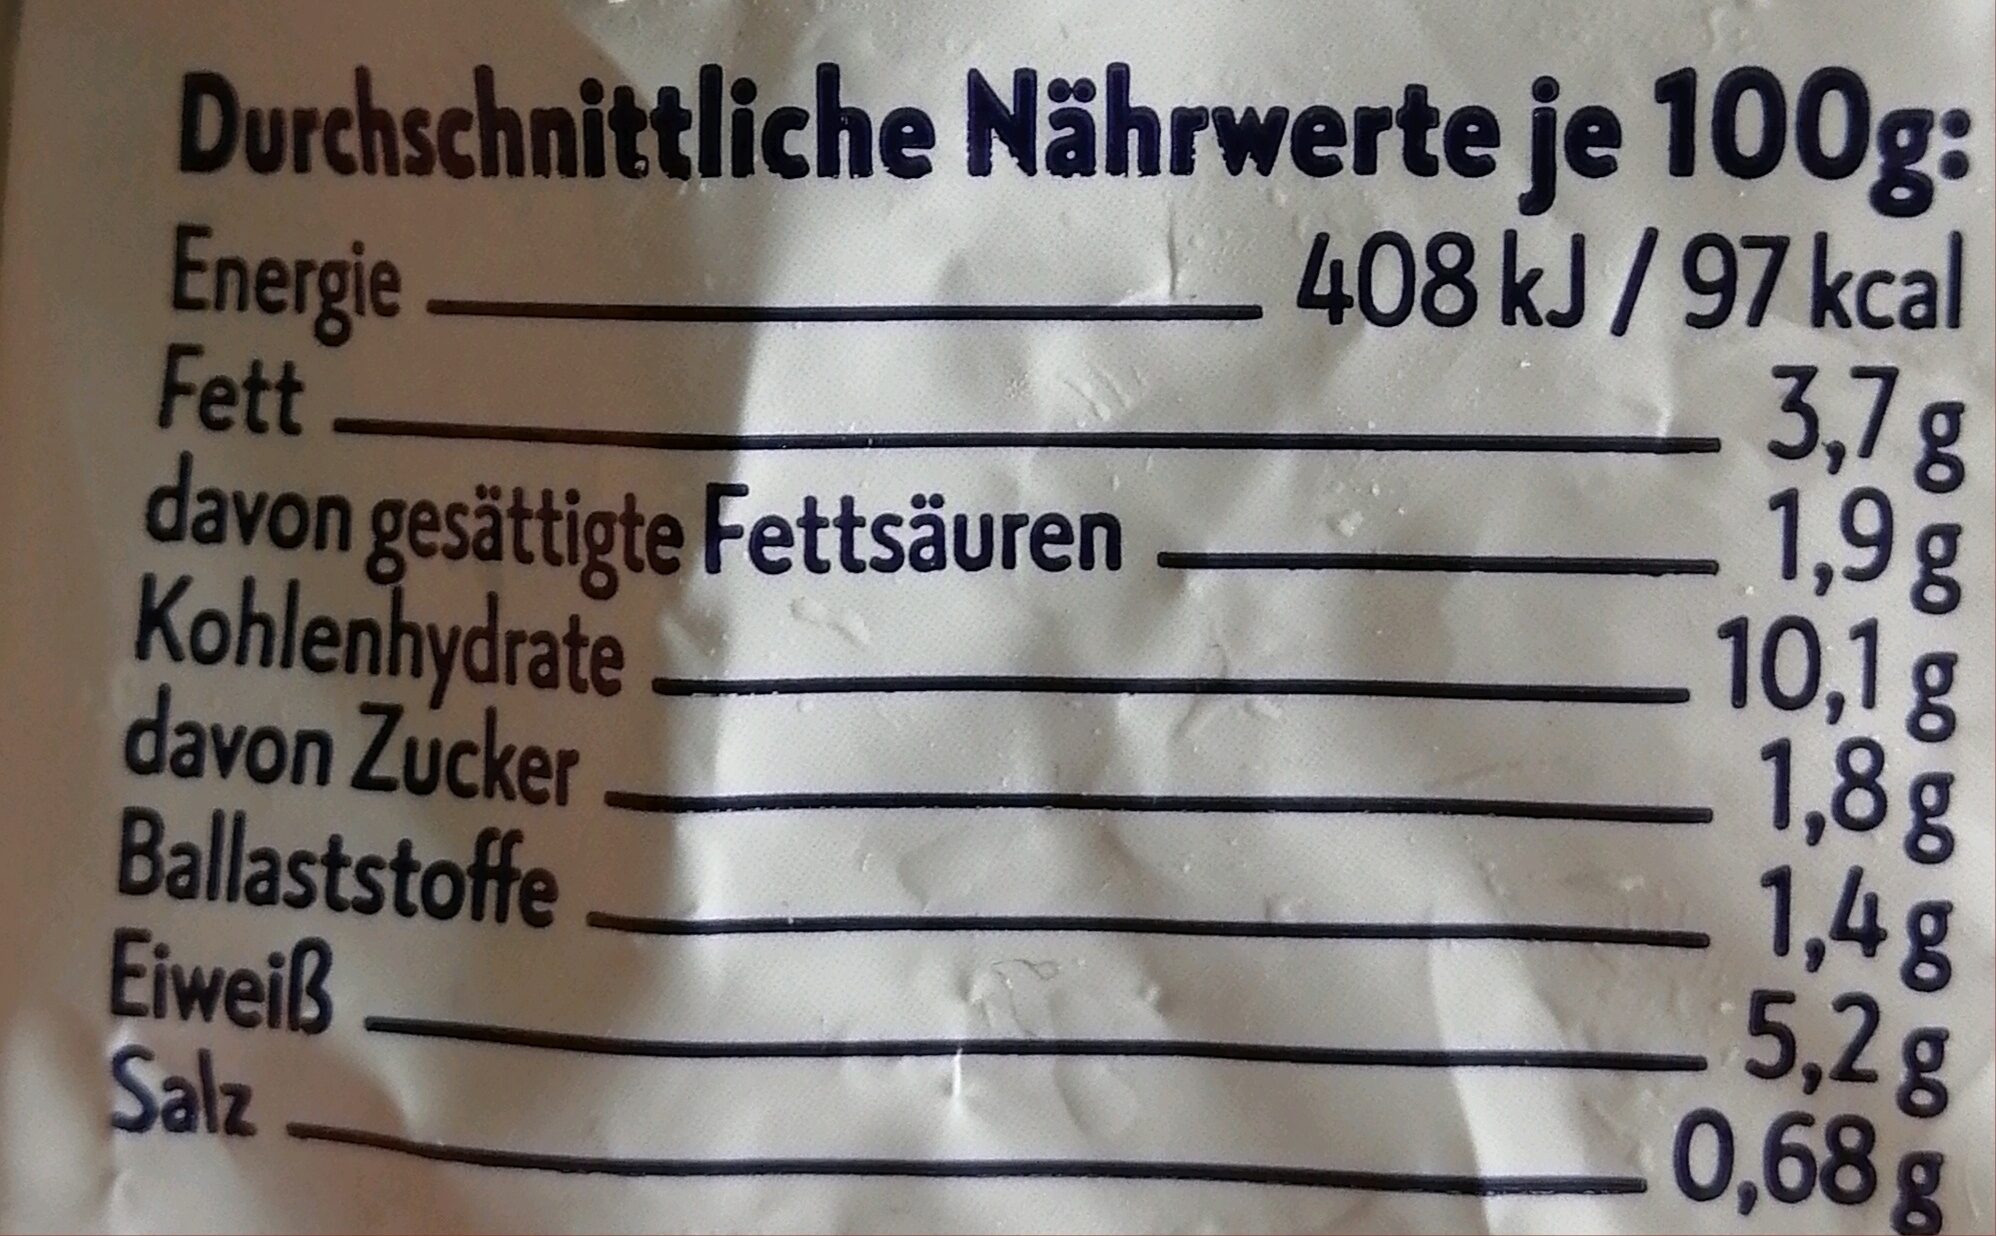 Durchschnittliche Nährwerte je 100g:
Energie 408 kJ / 97 kcal
Fett 3,7 g
davon gesättigte Fettsäuren 1,9 g
Kohlenhydrate 10,1 g
davon Zucker 1,8 g
Ballaststoffe 1,4 g
Eiweiß 5,2 g
Salz 0,68 g